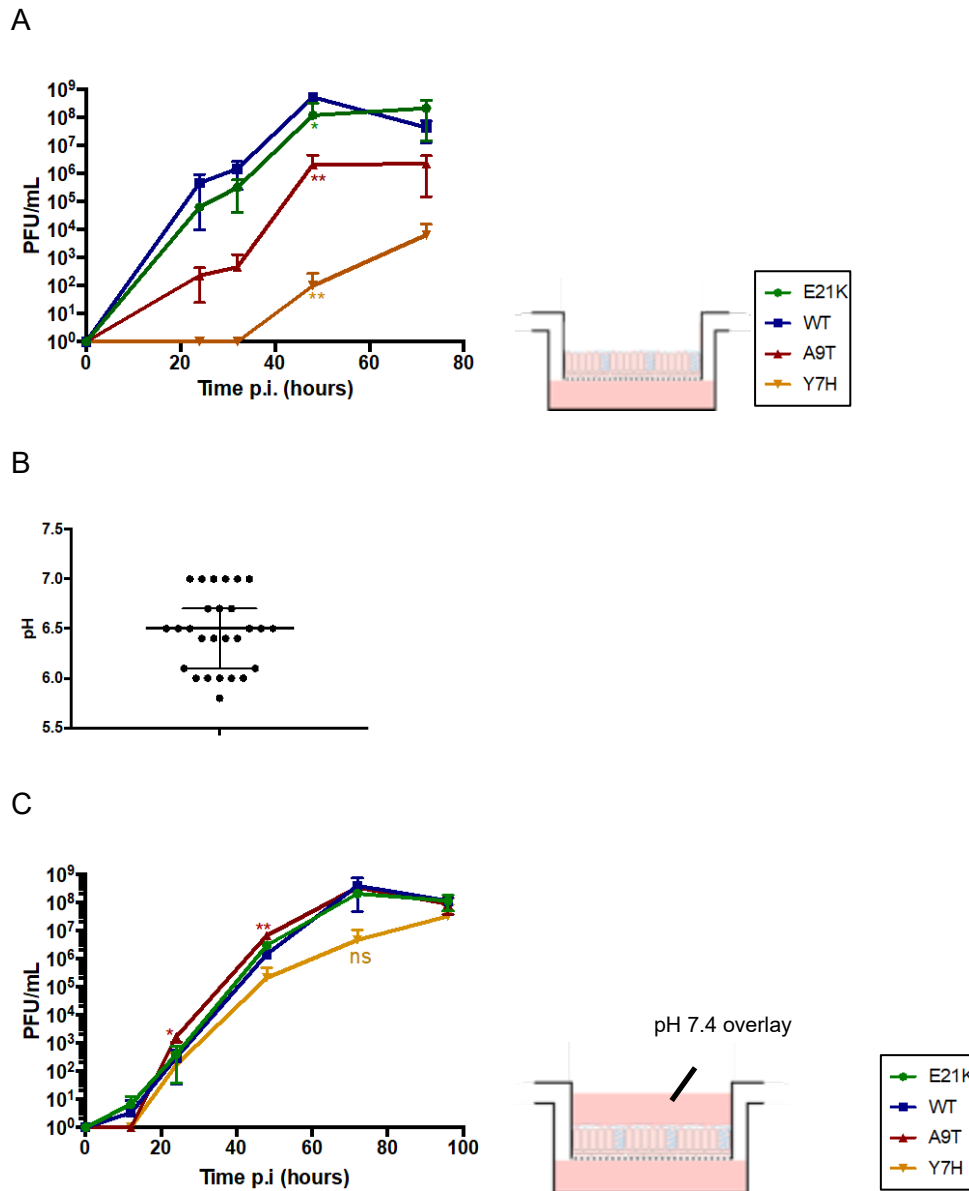 A
10⁹
10⁸
10⁷
10⁶
10⁵
10⁴
10³
10²
10¹
10⁰
PFU/mL
*
**
**
0 20 40 60 80
Time p.i. (hours)
E21K
WT
A9T
Y7H
B
7.5
7.0
6.5
6.0
5.5
pH
C
10⁹
10⁸
10⁷
10⁶
10⁵
10⁴
10³
10²
10¹
10⁰
PFU/mL
*
**
ns
0 20 40 60 80 100
Time p.i (hours)
pH 7.4 overlay
E21K
WT
A9T
Y7H